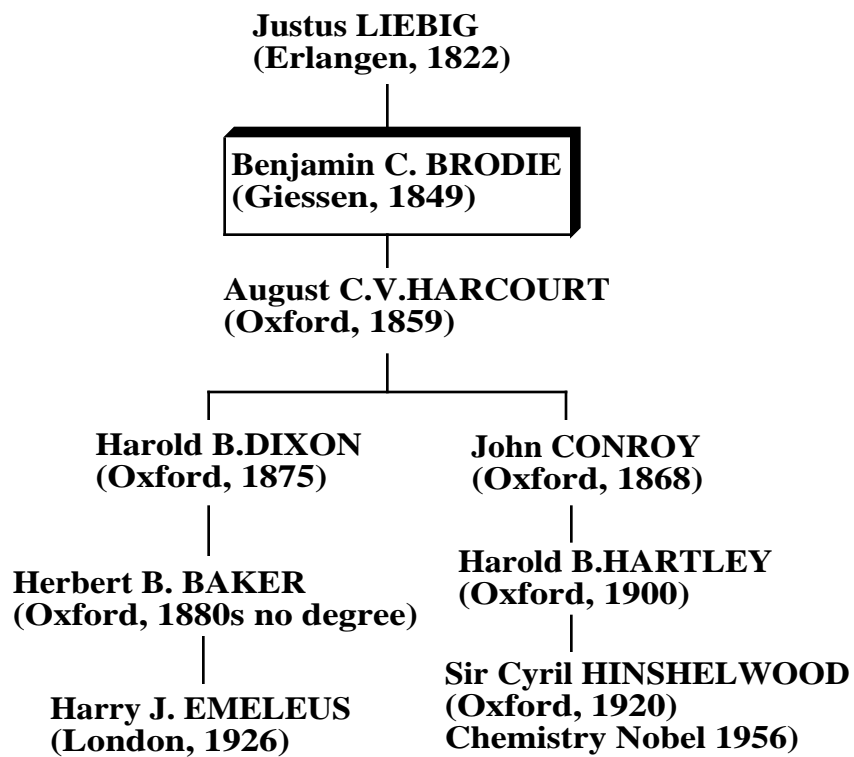 Justus LIEBIG
(Erlangen, 1822)
Benjamin C. BRODIE
(Giessen, 1849)
August C.V.HARCOURT
(Oxford, 1859)
Harold B.DIXON
(Oxford, 1875)
John CONROY
(Oxford, 1868)
Herbert B. BAKER
(Oxford, 1880s no degree)
Harold B.HARTLEY
(Oxford, 1900)
Harry J. EMELEUS
(London, 1926)
Sir Cyril HINSHELWOOD
(Oxford, 1920)
Chemistry Nobel 1956)